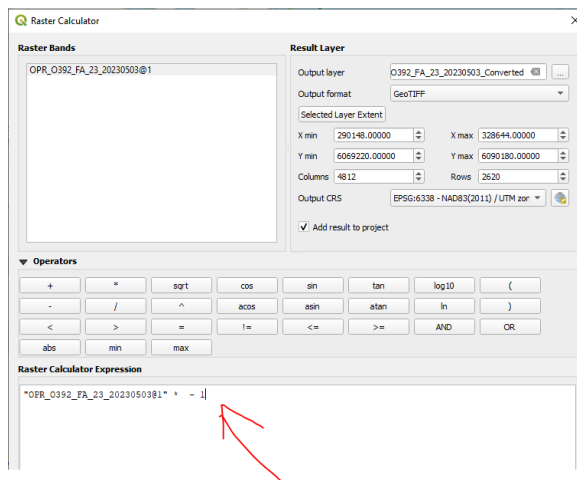 Raster Calculator
Raster Bands
OPR_O392_FA_23_20230503@1
Result Layer
Output layer O392_FA_23_20230503_Converted ...
Output format GeoTIFF
Selected Layer Extent
X min 290148.00000 X max 328644.00000
Y min 6069220.00000 Y max 6090180.00000
Columns 4812 Rows 2620
Output CRS EPSG:6338 - NAD83(2011) / UTM zor
Add result to project
Operators
+ * sqrt cos sin tan log10 (
- / ^ acos asin atan ln )
< > = != <= >= AND OR
abs min max
Raster Calculator Expression
"OPR_O392_FA_23_20230503@1" * - 1